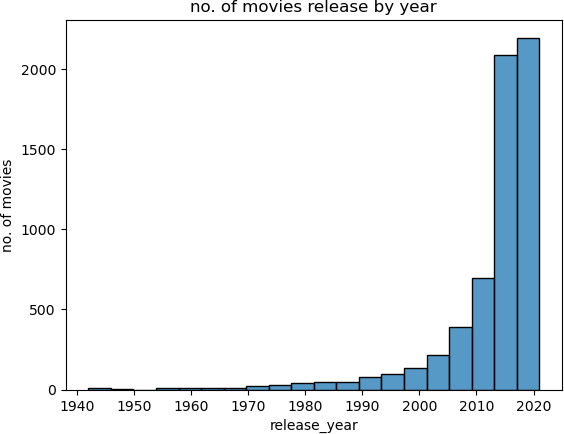 no. of movies release by year
no. of movies
2000
1500
1000
500
0
1940 1950 1960 1970 1980 1990 2000 2010 2020
release_year